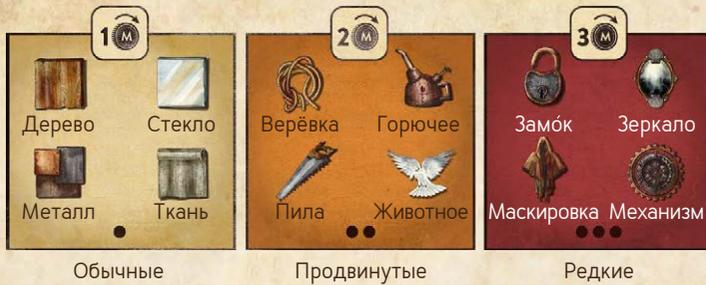 1 М 2 М 3 М
Дерево Стекло Верёвка Горючее Замо́к Зеркало
Металл Ткань Пила Животное Маскировка Механизм
Обычные Продвинутые Редкие